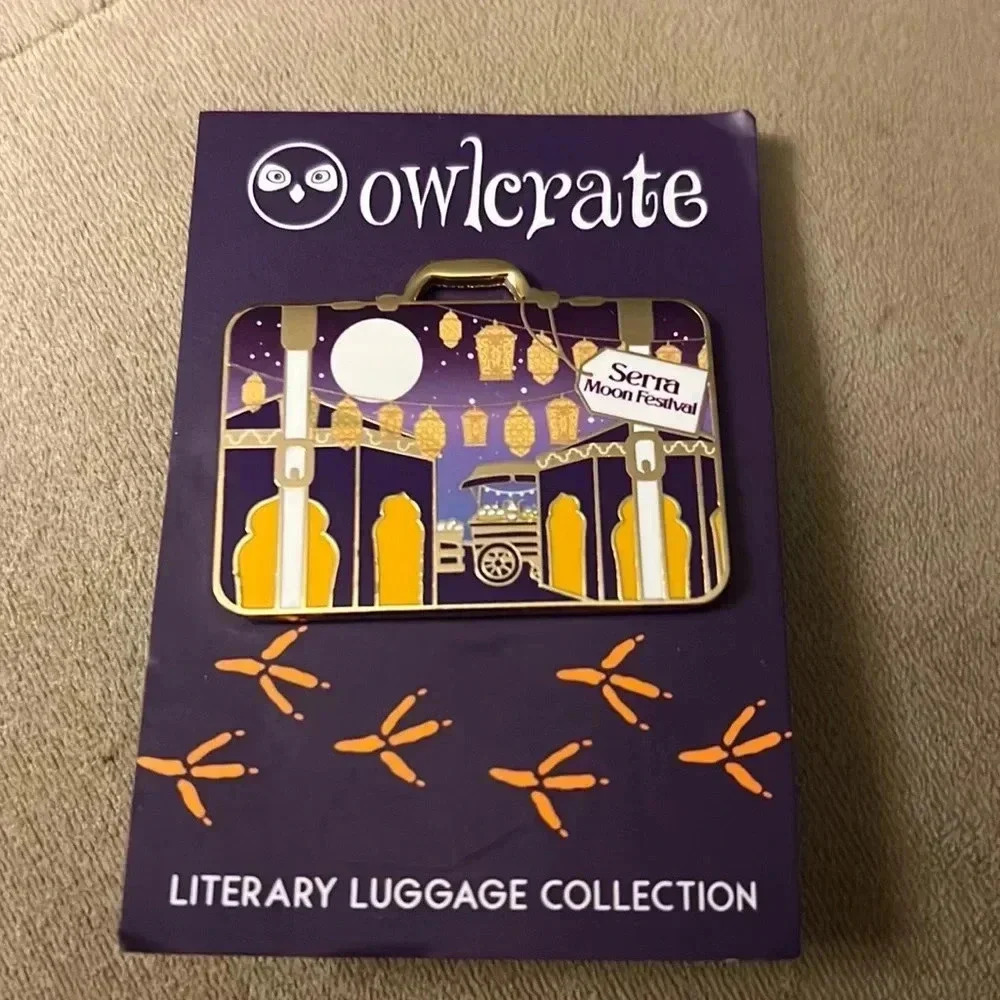 owlcrate
Serra
Moon Festival
LITERARY LUGGAGE COLLECTION